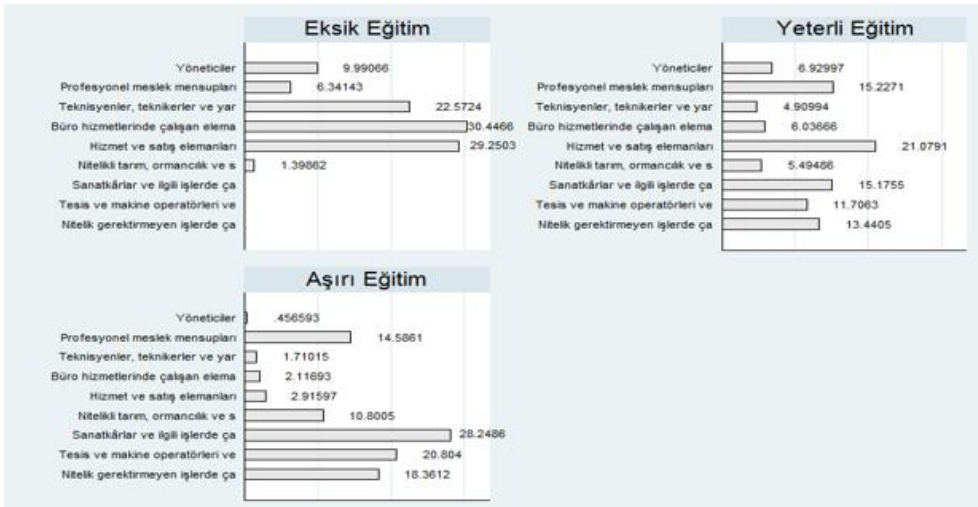 Eksik Eğitim
Yöneticiler 9.99066
Profesyonel meslek mensupları 6.34143
Teknisyenler, teknikerler ve yar 22.5724
Büro hizmetlerinde çalışan elema 30.4466
Hizmet ve satış elemanları 29.2503
Nitelikli tarım, ormancılık ve s 1.39862
Sanatkârlar ve ilgili işlerde ça
Tesis ve makine operatörleri ve
Nitelik gerektirmeyen işlerde ça
Yeterli Eğitim
Yöneticiler 6.92997
Profesyonel meslek mensupları 15.2271
Teknisyenler, teknikerler ve yar 4.90994
Büro hizmetlerinde çalışan elema 6.03666
Hizmet ve satış elemanları 21.0791
Nitelikli tarım, ormancılık ve s 5.49486
Sanatkârlar ve ilgili işlerde ça 15.1755
Tesis ve makine operatörleri ve 11.7063
Nitelik gerektirmeyen işlerde ça 13.4405
Aşırı Eğitim
Yöneticiler .456593
Profesyonel meslek mensupları 14.5861
Teknisyenler, teknikerler ve yar 1.71015
Büro hizmetlerinde çalışan elema 2.11693
Hizmet ve satış elemanları 2.91597
Nitelikli tarım, ormancılık ve s 10.8005
Sanatkârlar ve ilgili işlerde ça 28.2486
Tesis ve makine operatörleri ve 20.804
Nitelik gerektirmeyen işlerde ça 18.3612